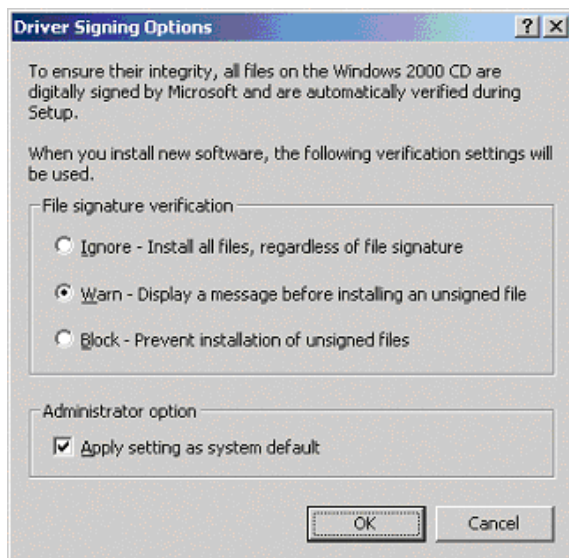 Driver Signing Options
To ensure their integrity, all files on the Windows 2000 CD are
digitally signed by Microsoft and are automatically verified during
Setup.
When you install new software, the following verification settings will
be used.
File signature verification
Ignore - Install all files, regardless of file signature
Warn - Display a message before installing an unsigned file
Block - Prevent installation of unsigned files
Administrator option
Apply setting as system default
OK Cancel